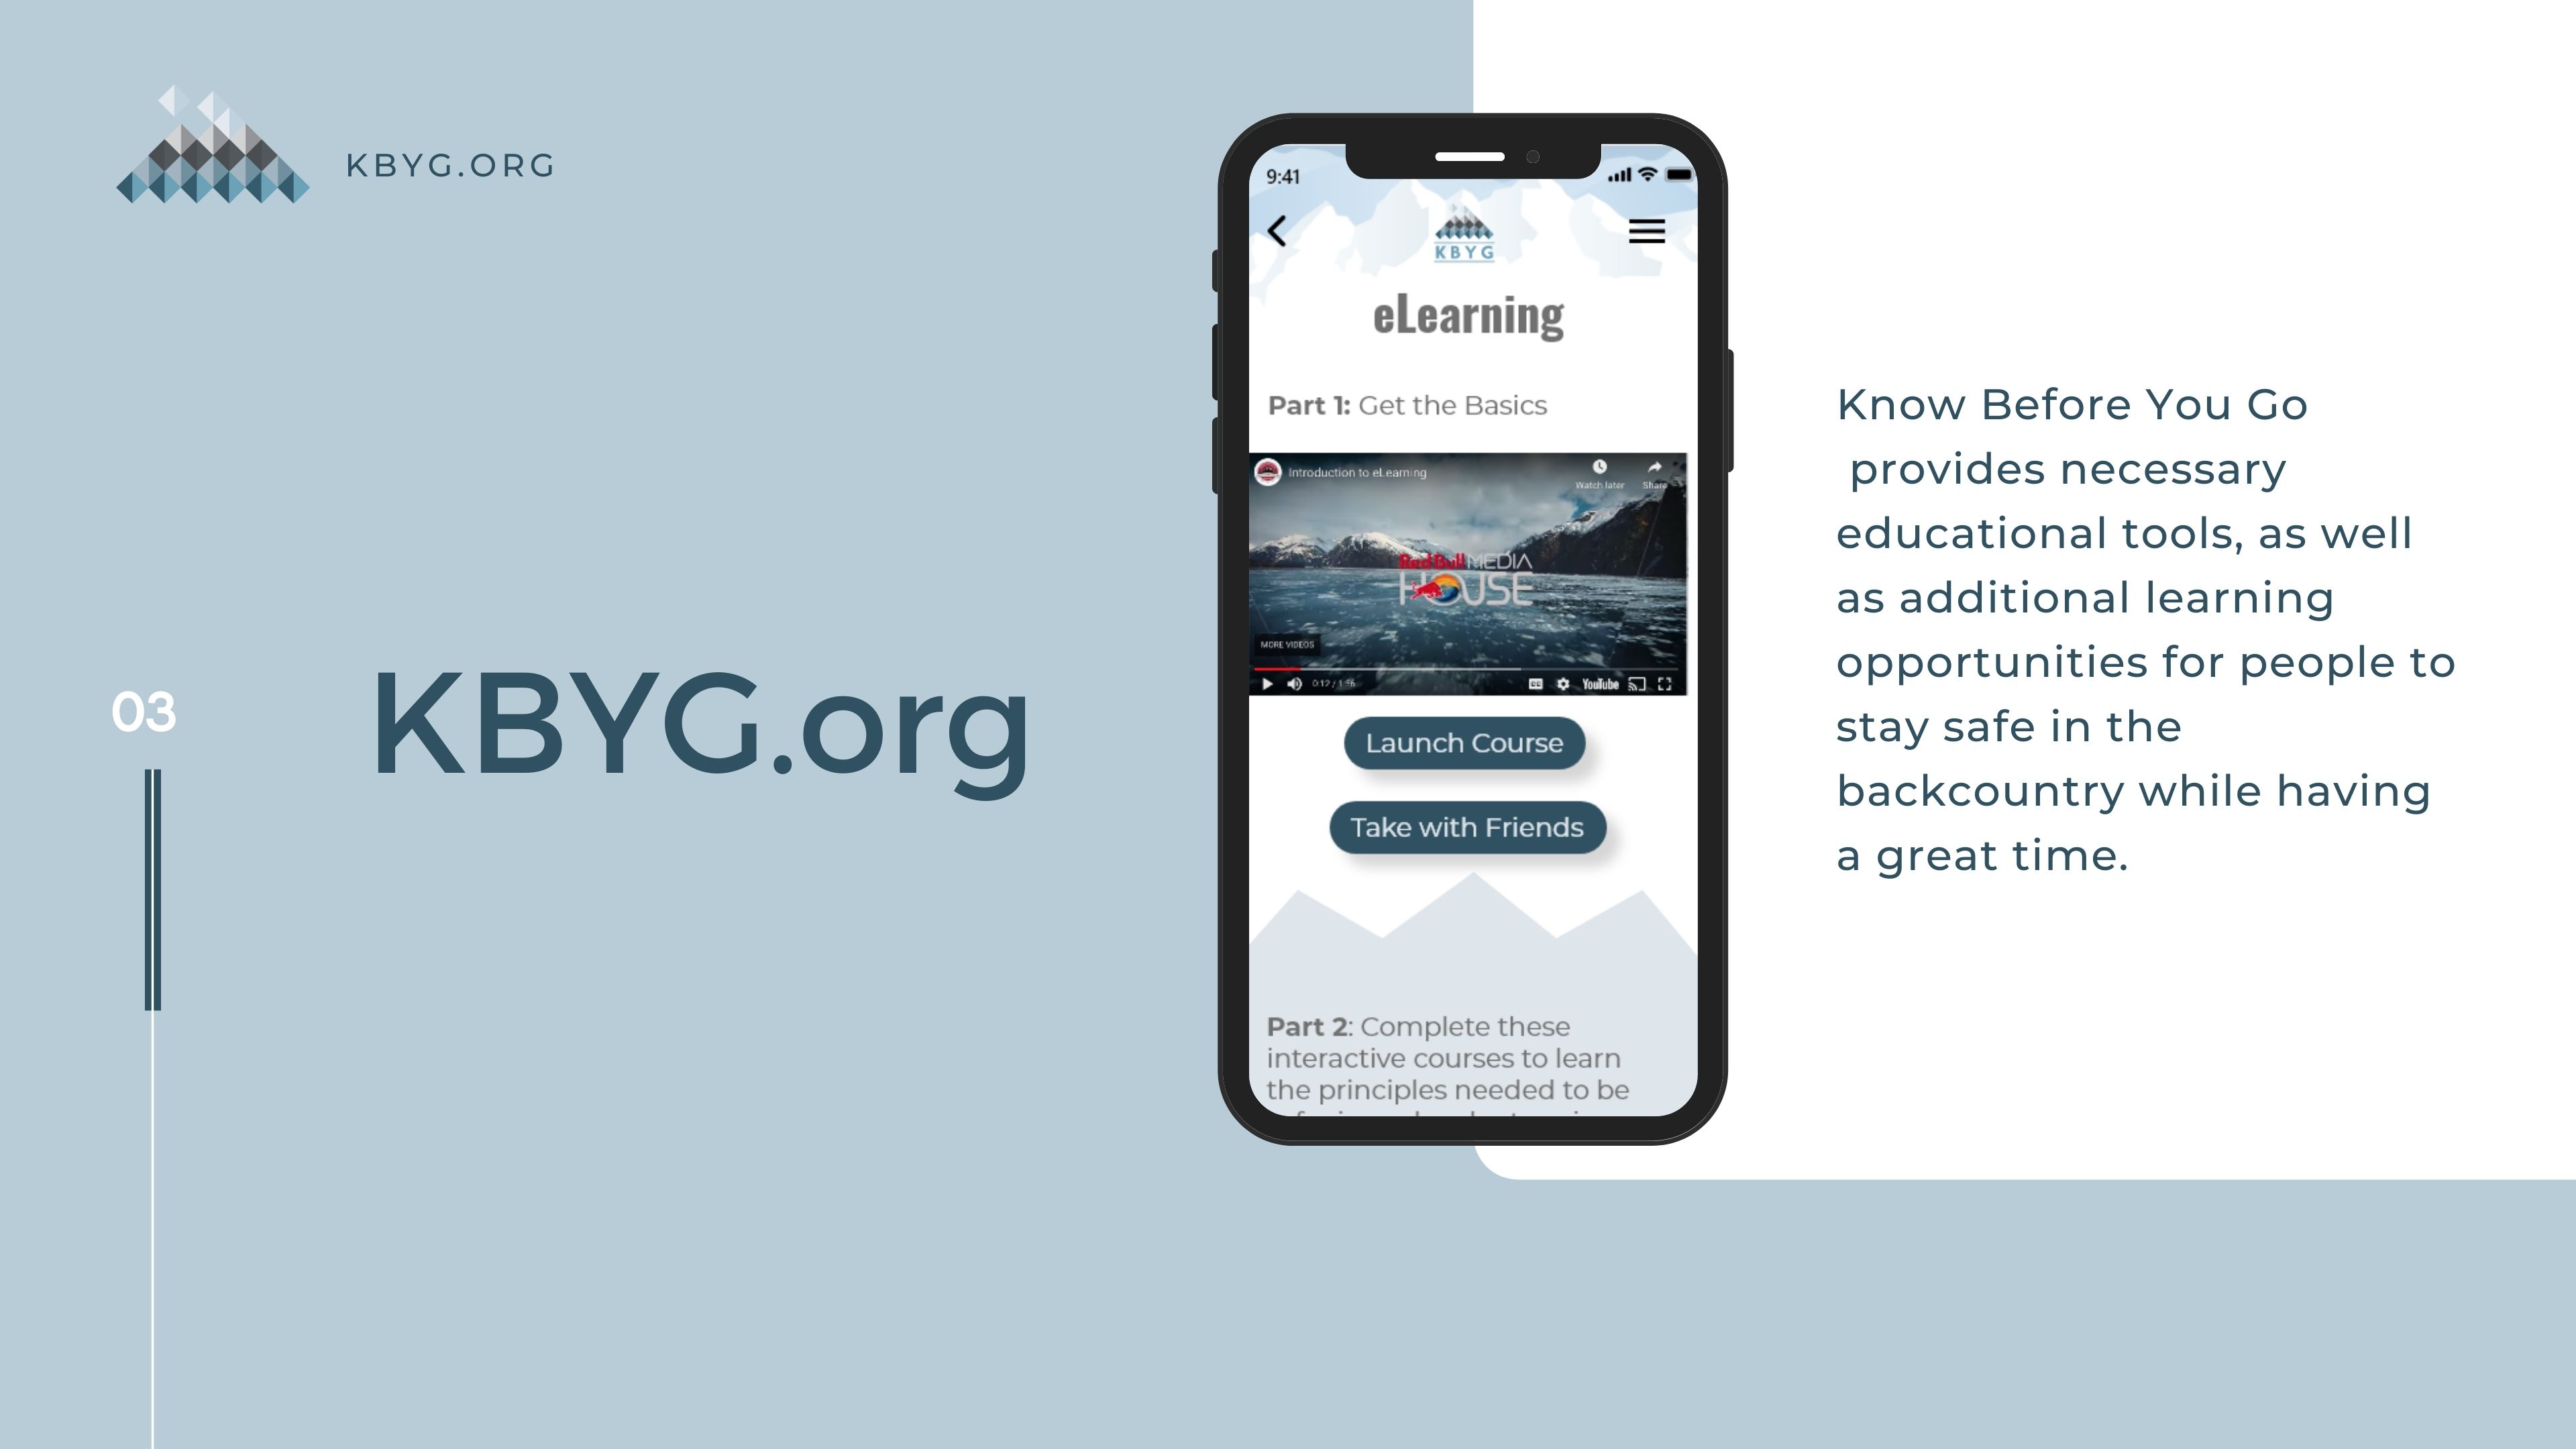 KBYG.ORG
03
KBYG.org
9:41
KBYG
eLearning
Part 1: Get the Basics
Introduction to eLearning
Watch later
Share
Red Bull MEDIA
HOUSE
MORE VIDEOS
0:12 / 1:56
CC
YouTube
Launch Course
Take with Friends
Part 2: Complete these
interactive courses to learn
the principles needed to be
Know Before You Go
provides necessary
educational tools, as well
as additional learning
opportunities for people to
stay safe in the
backcountry while having
a great time.